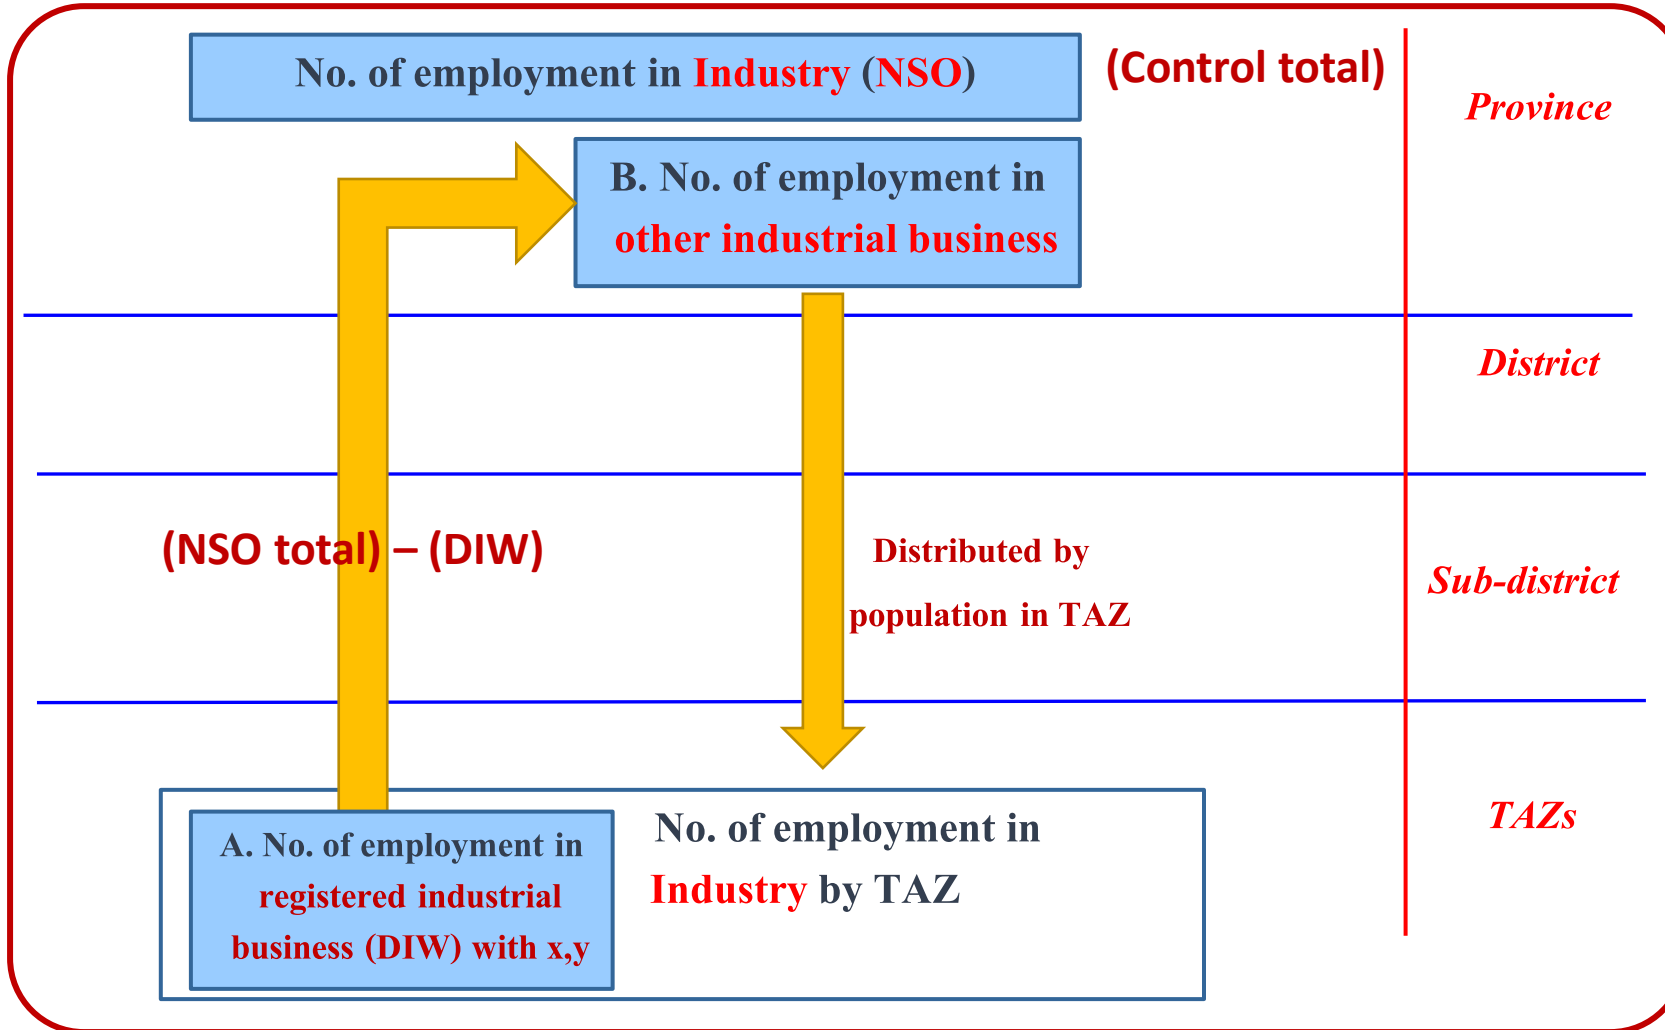 No. of employment in Industry (NSO)
(Control total)
Province
B. No. of employment in
other industrial business
District
(NSO total) – (DIW)
Distributed by
population in TAZ
Sub-district
A. No. of employment in
registered industrial
business (DIW) with x,y
No. of employment in
Industry by TAZ
TAZs